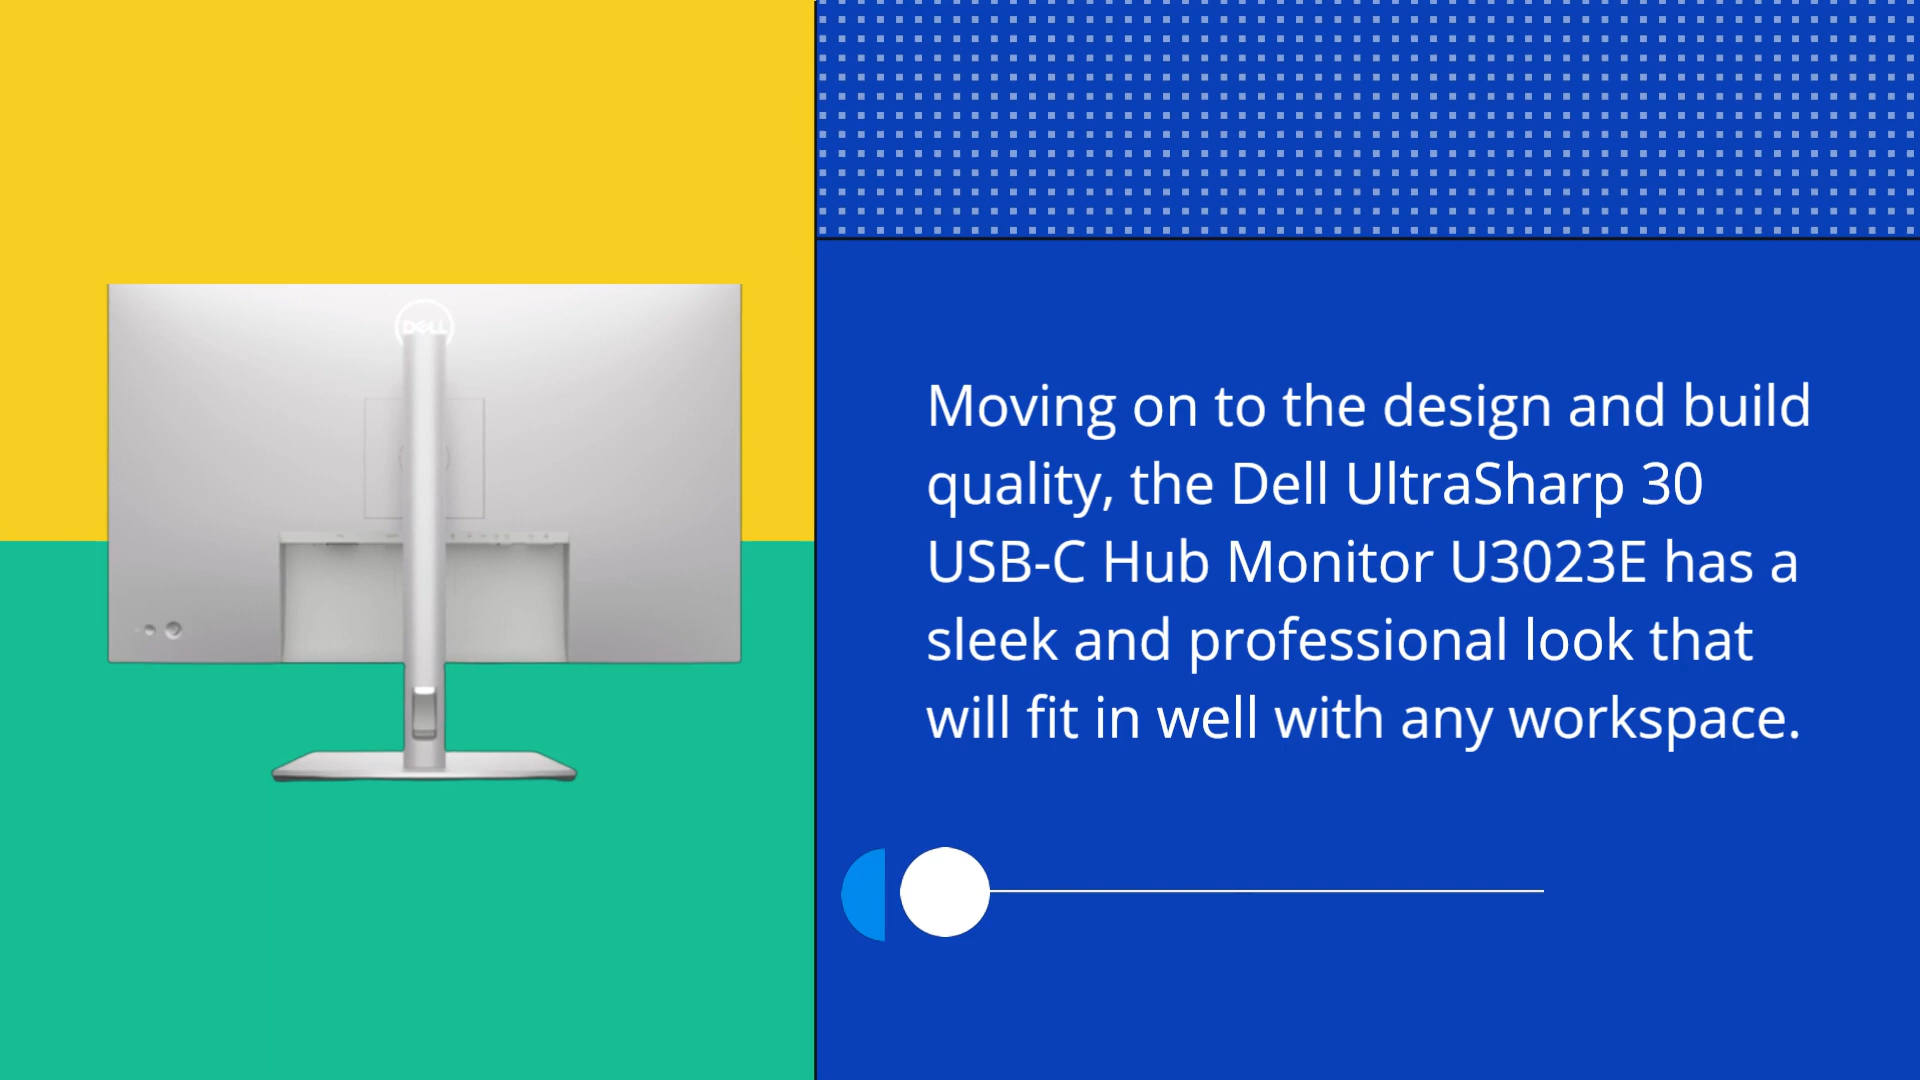 DELL
Moving on to the design and build
quality, the Dell UltraSharp 30
USB-C Hub Monitor U3023E has a
sleek and professional look that
will fit in well with any workspace.